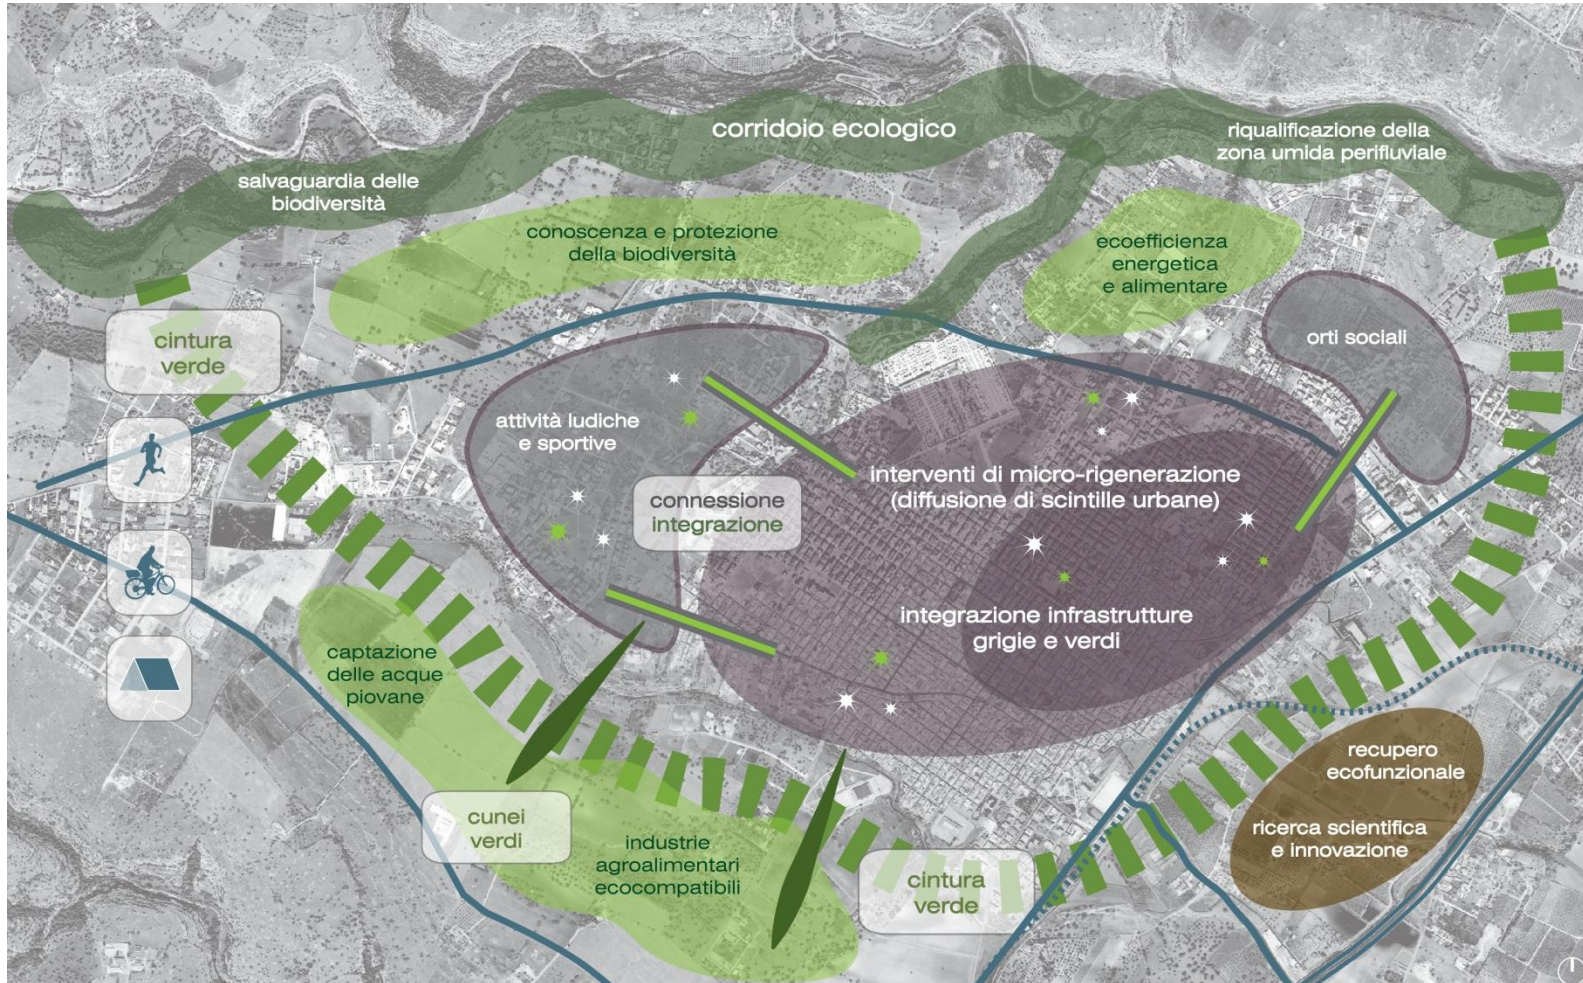 corridoio ecologico
riqualificazione della
zona umida perifluviale
salvaguardia delle
biodiversità
conoscenza e protezione
della biodiversità
ecoefficienza
energetica
e alimentare
cintura
verde
orti sociali
attività ludiche
e sportive
interventi di micro-rigenerazione
(diffusione di scintille urbane)
connessione
integrazione
integrazione infrastrutture
grigie e verdi
captazione
delle acque
piovane
recupero
ecofunzionale
cunei
verdi
ricerca scientifica
e innovazione
industrie
agroalimentari
ecocompatibili
cintura
verde